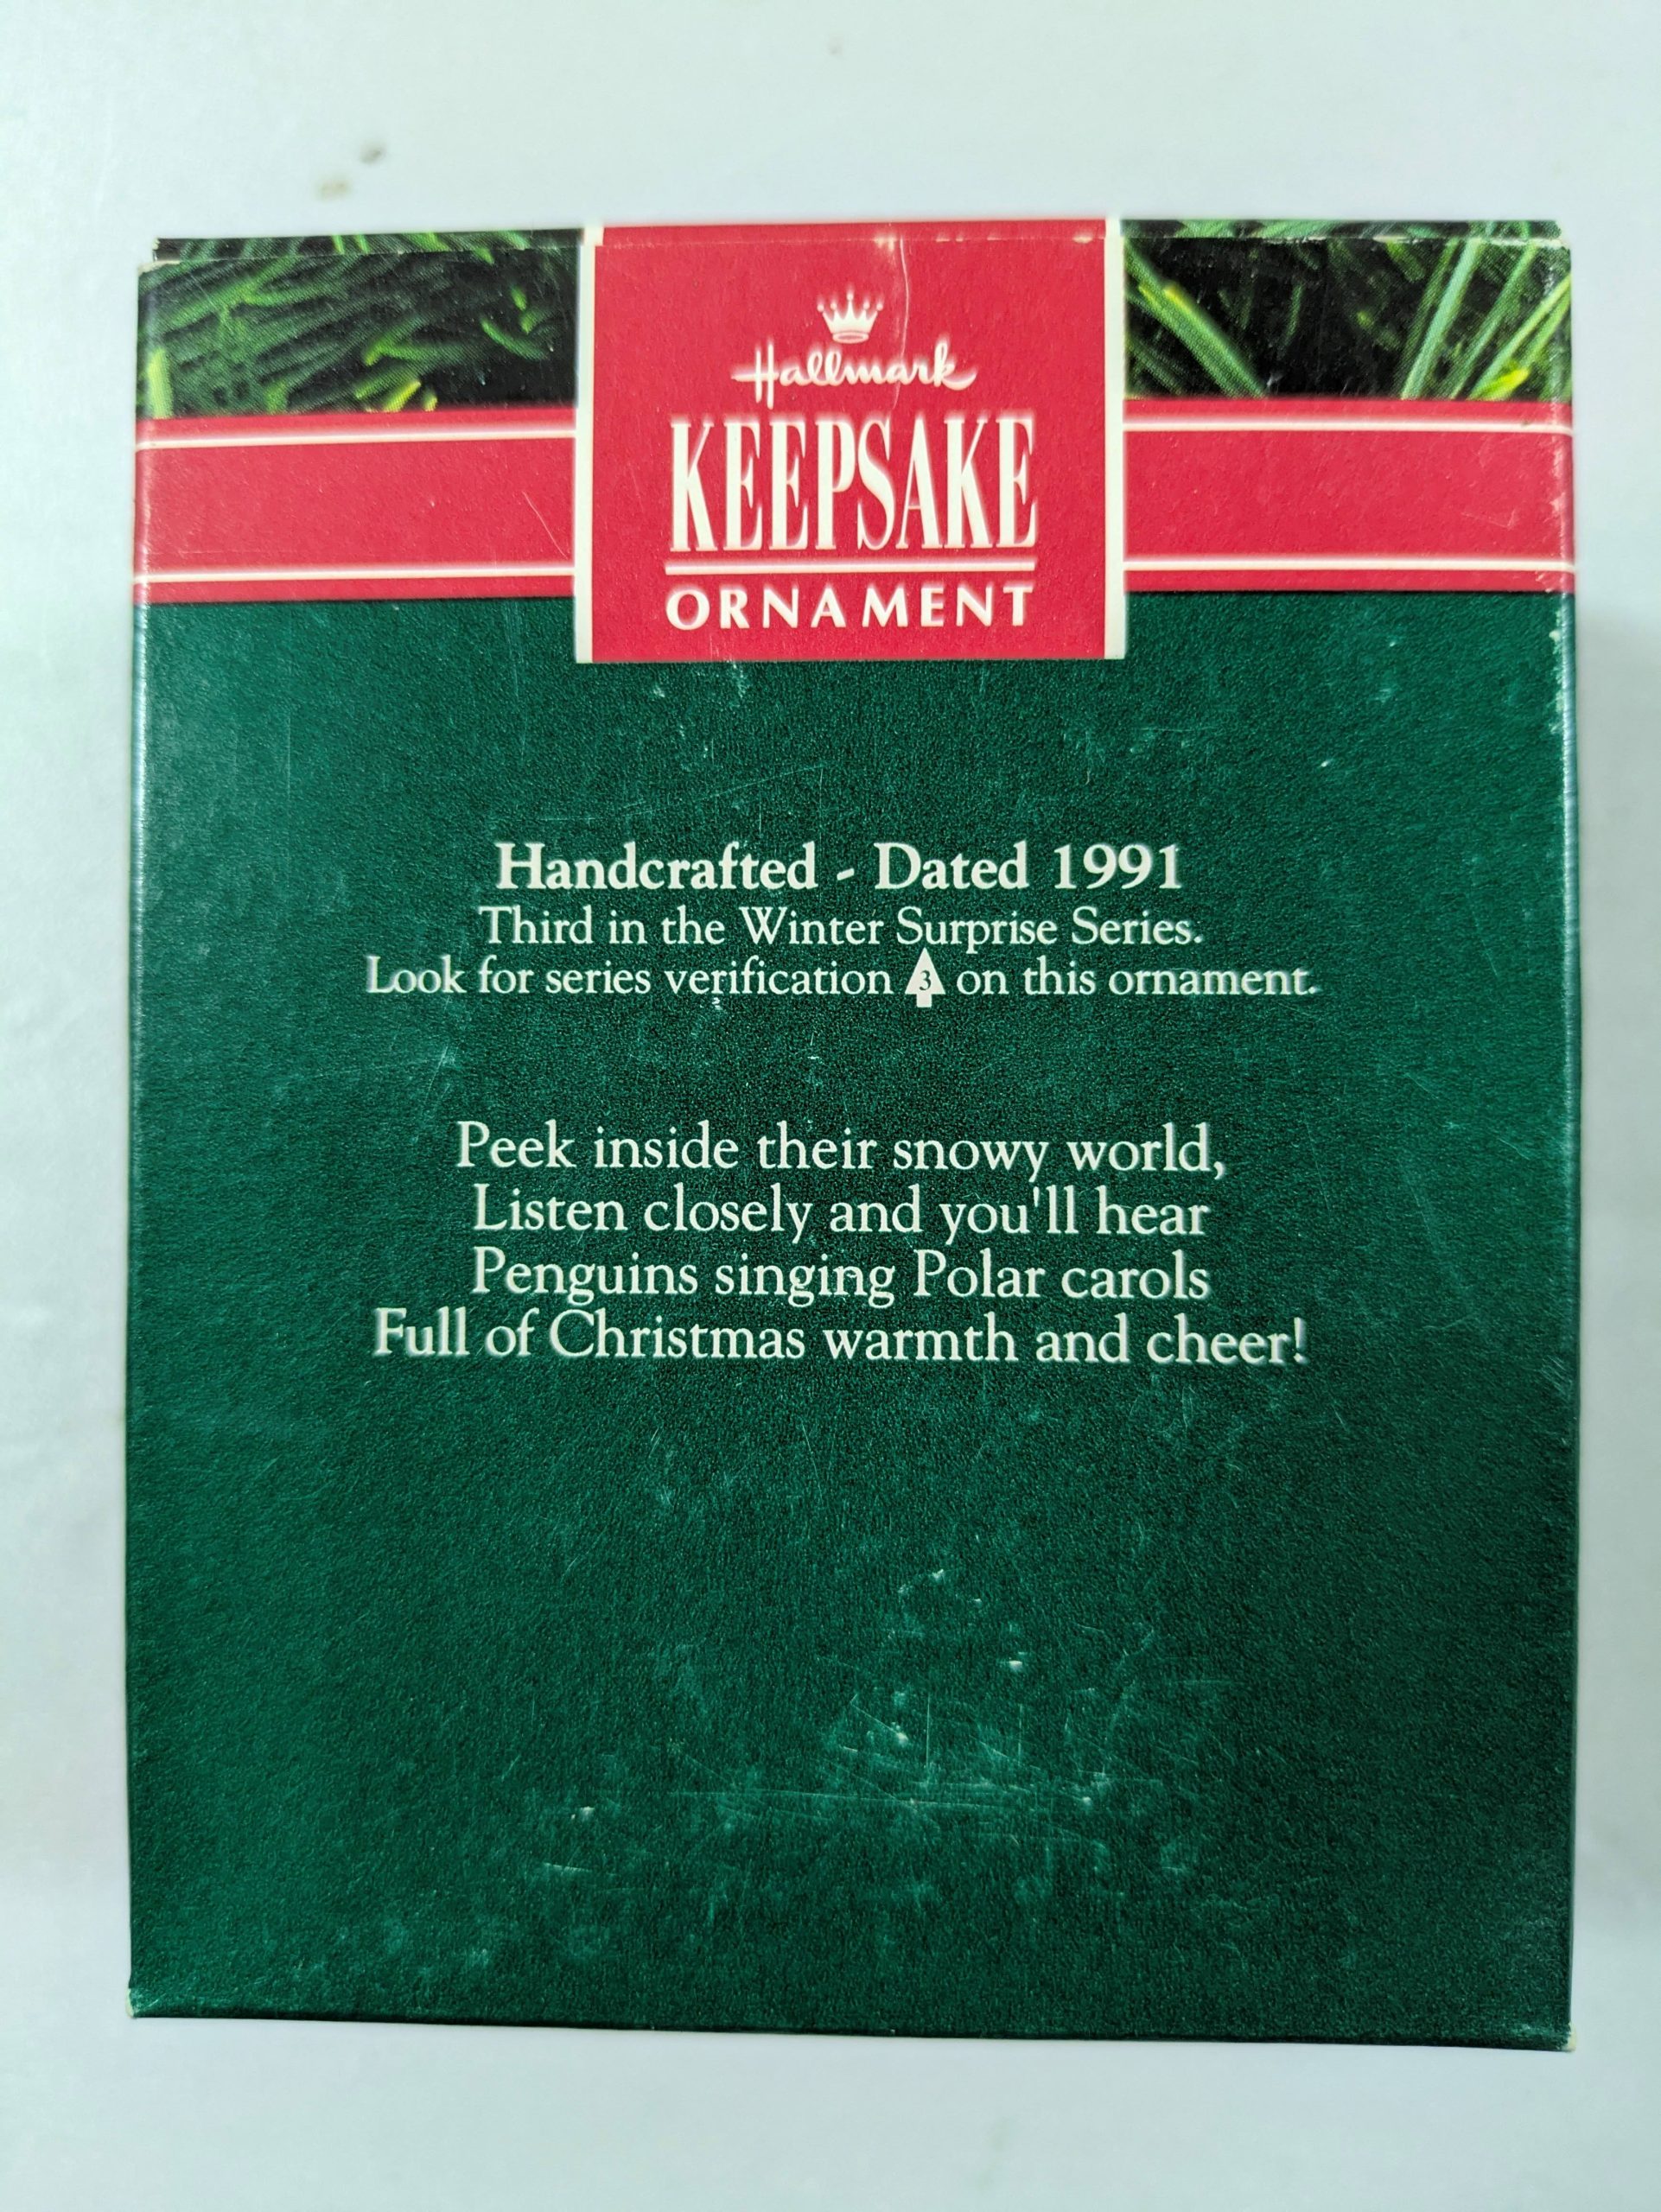 Hallmark
KEEPSAKE
ORNAMENT
Handcrafted - Dated 1991
Third in the Winter Surprise Series.
Look for series verification 3 on this ornament.
Peek inside their snowy world,
Listen closely and you'll hear
Penguins singing Polar carols
Full of Christmas warmth and cheer!